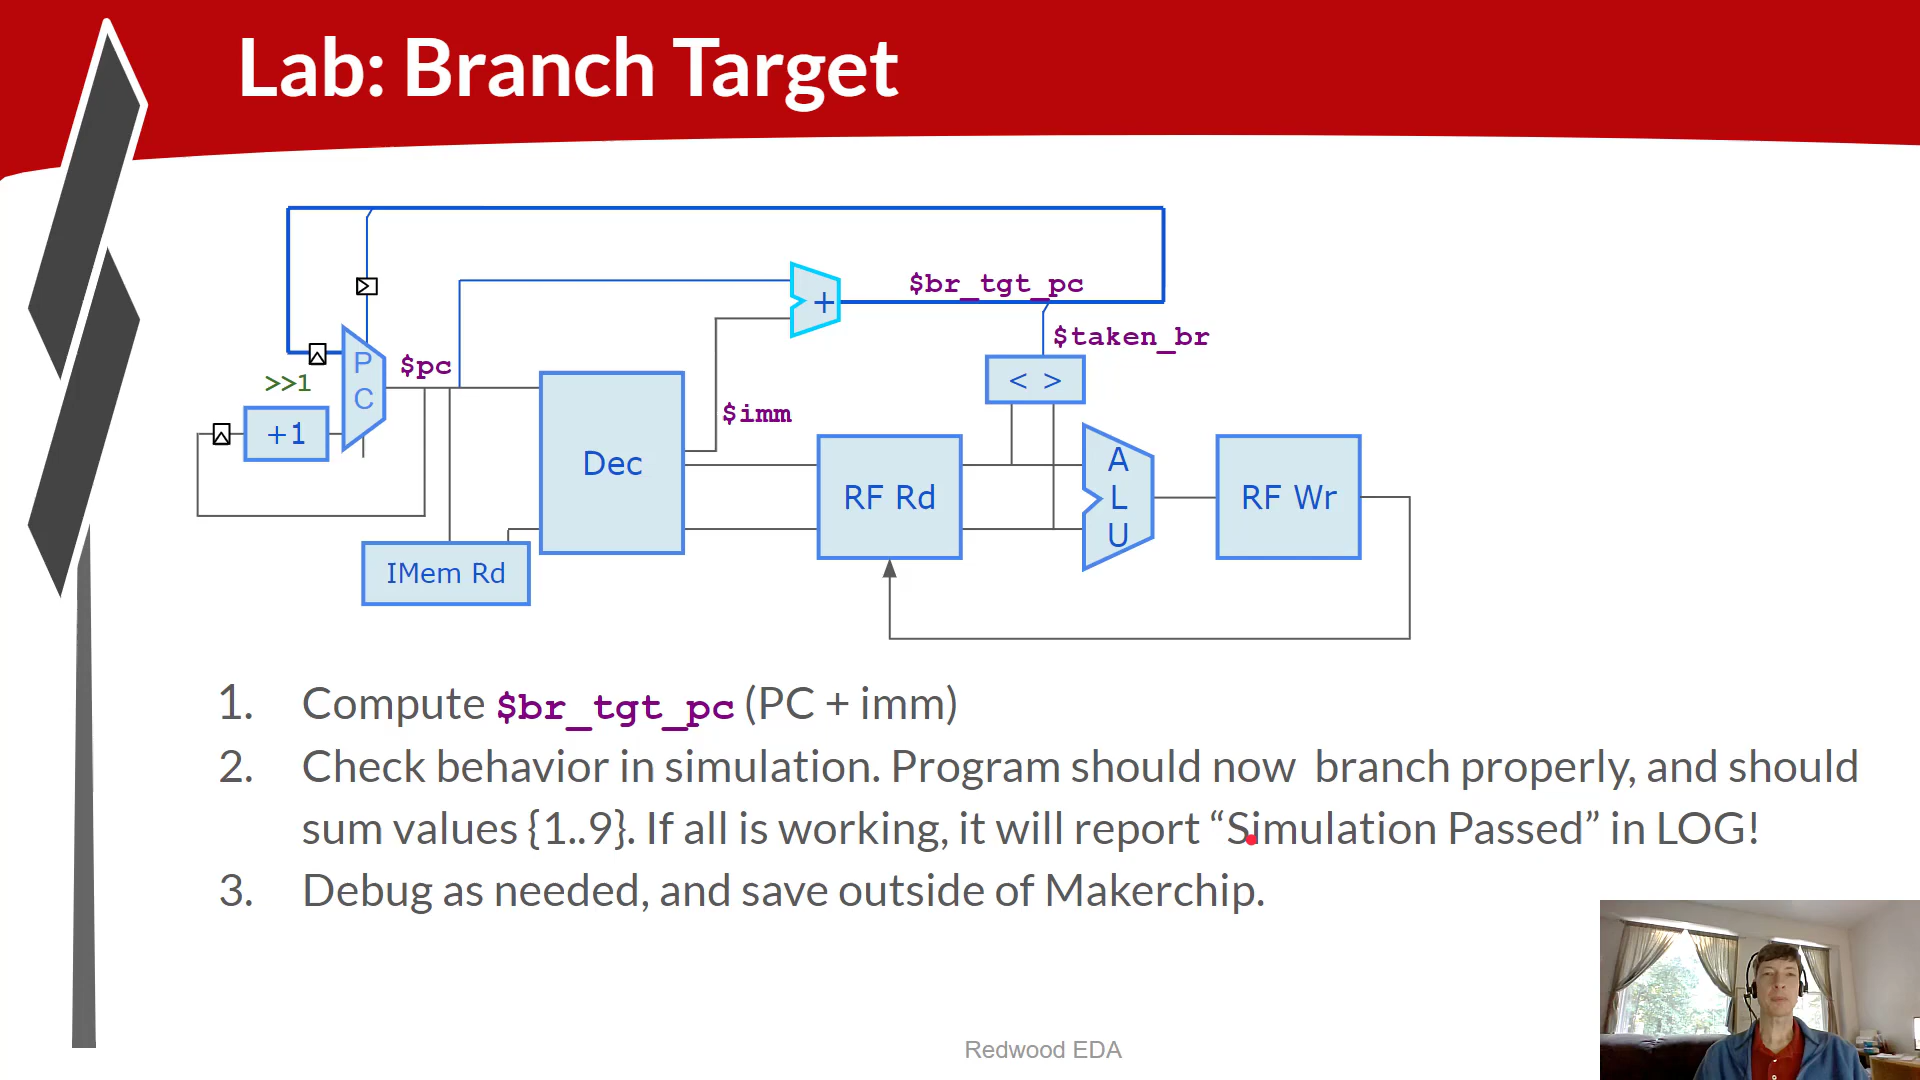 Lab: Branch Target
$br_tgt_pc
$taken_br
P
C
$pc
< >
>>1
$imm
+
+1
Dec
A
L
U
RF Rd
RF Wr
IMem Rd
1. Compute $br_tgt_pc (PC + imm)
2. Check behavior in simulation. Program should now branch properly, and should
sum values {1..9}. If all is working, it will report “Simulation Passed” in LOG!
3. Debug as needed, and save outside of Makerchip.
Redwood EDA